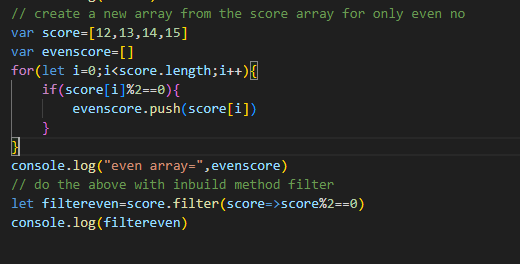 // create a new array from the score array for only even no
var score=[12,13,14,15]
var evenscore=[]
for(let i=0;i<score.length;i++){
    if(score[i]%2==0){
        evenscore.push(score[i])
    }
}
console.log("even array=",evenscore)
// do the above with inbuild method filter
let filtereven=score.filter(score=>score%2==0)
console.log(filtereven)